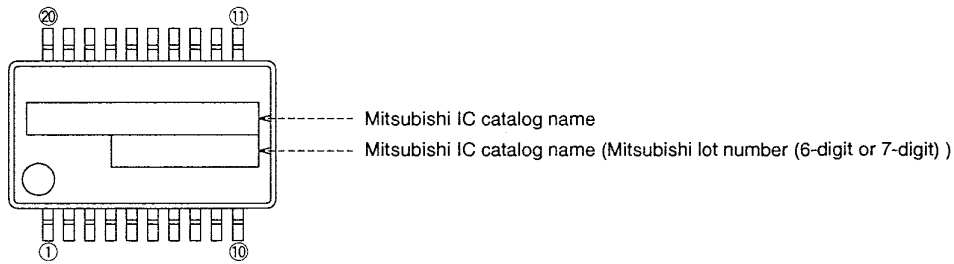 ⑳ ⑪
Mitsubishi IC catalog name
Mitsubishi IC catalog name (Mitsubishi lot number (6-digit or 7-digit) )
① ⑩